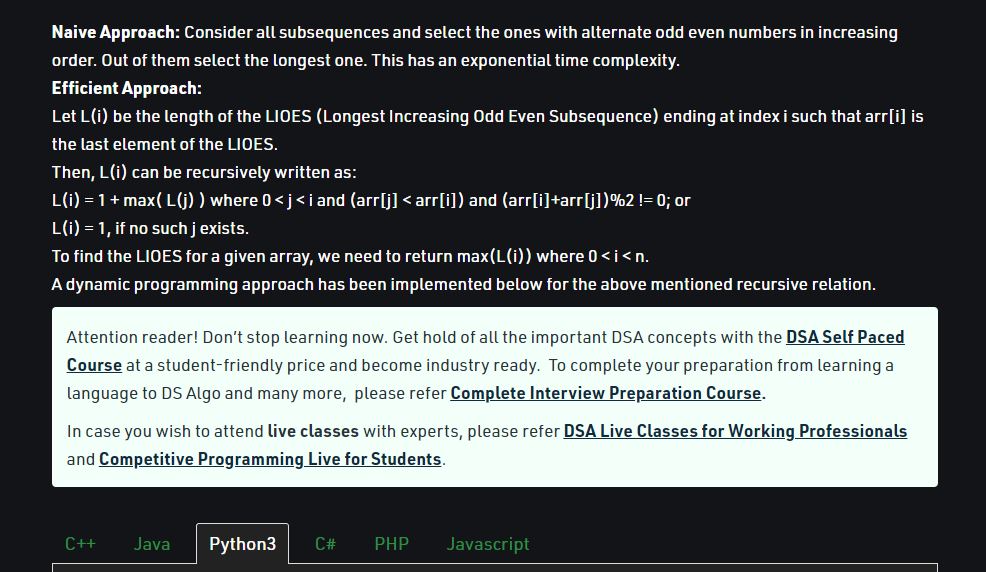 Naive Approach: Consider all subsequences and select the ones with alternate odd even numbers in increasing
order. Out of them select the longest one. This has an exponential time complexity.
Efficient Approach:
Let L(i) be the length of the LIOES (Longest Increasing Odd Even Subsequence) ending at index i such that arr[i] is
the last element of the LIOES.
Then, L(i) can be recursively written as:
L(i) = 1 + max( L(j) ) where 0 < j < i and (arr[j] < arr[i]) and (arr[i]+arr[j])%2 != 0; or
L(i) = 1, if no such j exists.
To find the LIOES for a given array, we need to return max(L(i)) where 0 < i < n.
A dynamic programming approach has been implemented below for the above mentioned recursive relation.
Attention reader! Don’t stop learning now. Get hold of all the important DSA concepts with the DSA Self Paced
Course at a student-friendly price and become industry ready.  To complete your preparation from learning a
language to DS Algo and many more,  please refer Complete Interview Preparation Course.
In case you wish to attend live classes with experts, please refer DSA Live Classes for Working Professionals
and Competitive Programming Live for Students.
C++ Java Python3 C# PHP Javascript